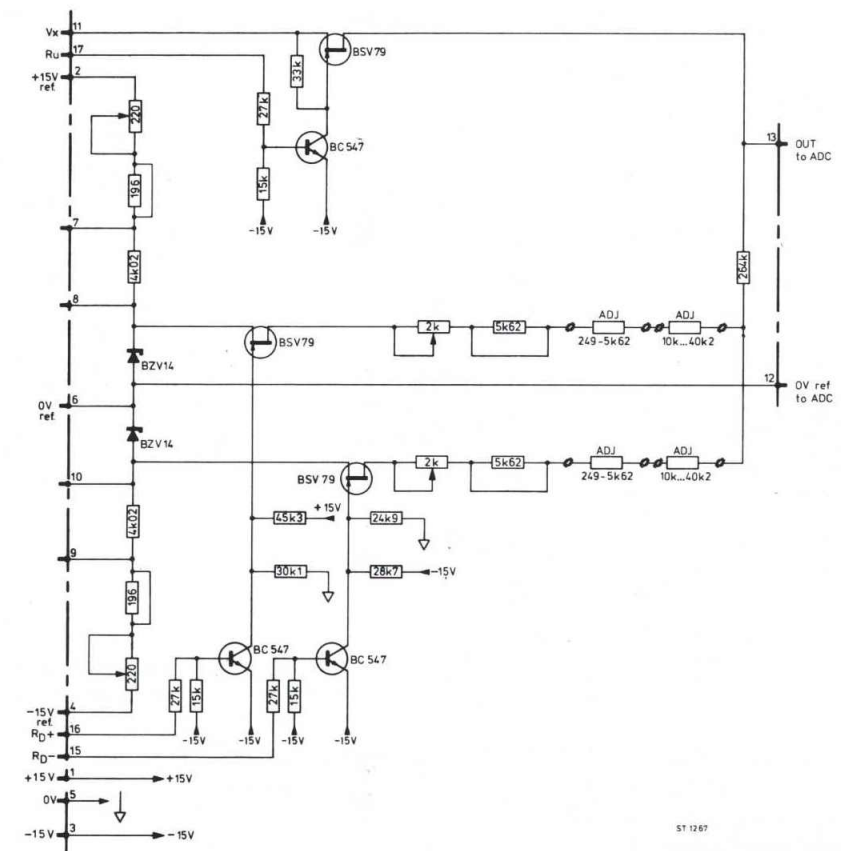 Vx 11
Ru 17
+15V ref. 2
220
196
7
4k02
8
BZV14
0V ref. 6
BZV14
10
4k02
9
196
220
-15V ref. 4
RD+ 16
RD- 15
+15V 1 +15V
0V 5
-15V 3 -15V
33k
BSV79
27k
BC547
15k
-15V -15V
13 OUT to ADC
264k
BSV79
2k
5k62
ADJ
249-5k62
ADJ
10k...40k2
12 0V ref to ADC
BSV79
2k
5k62
ADJ
249-5k62
ADJ
10k...40k2
45k3 +15V
24k9
30k1
28k7 -15V
BC547
BC547
27k
15k
27k
15k
-15V -15V -15V -15V
ST 1267